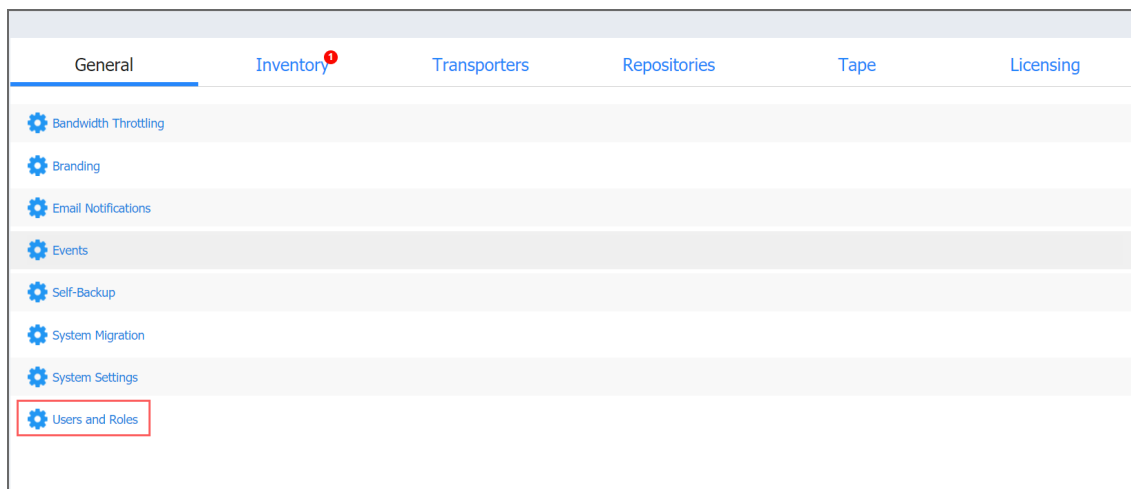 General Inventory 1 Transporters Repositories Tape Licensing
Bandwidth Throttling
Branding
Email Notifications
Events
Self-Backup
System Migration
System Settings
Users and Roles